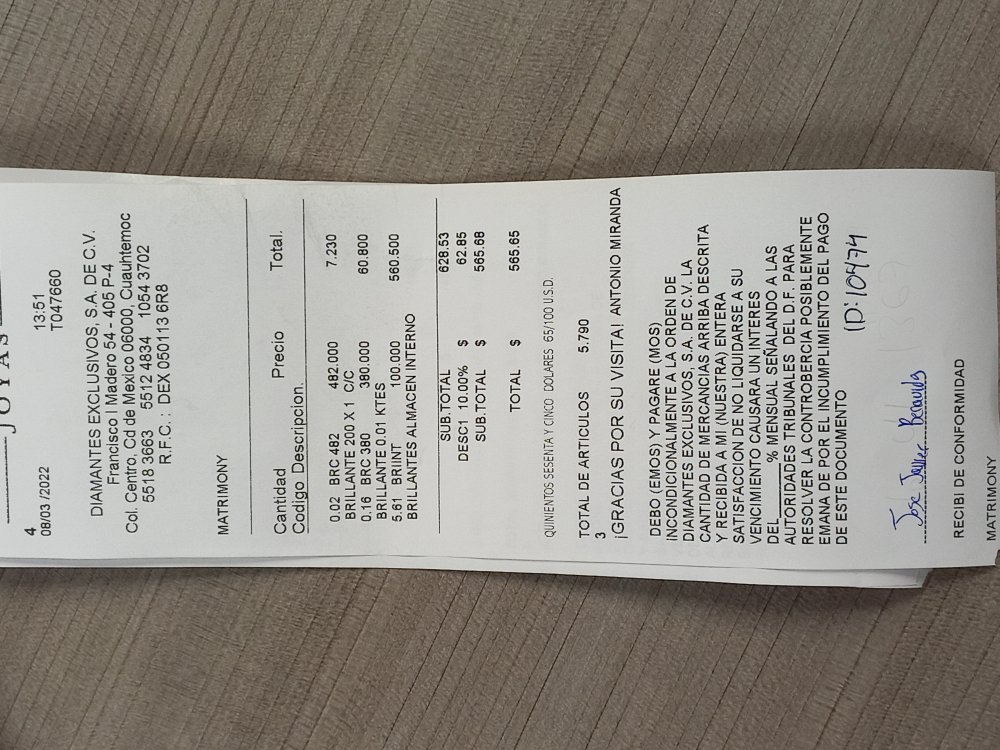 JOYAS
4
08/03 /2022 13:51
T047660
DIAMANTES EXCLUSIVOS, S.A. DE C.V.
Francisco I Madero 54 - 405 P-4
Col. Centro, Cd de Mexico 06000, Cuauhtemoc
5518 3663 5512 4834 1054 3702
R.F.C. : DEX 050113 6R8
MATRIMONY
Cantidad Precio Total.
Codigo Descripcion.
0.02 BRC 482 482.000 7.230
BRILLANTE 200 X 1 C/C
0.16 BRC 380 380.000 60.800
BRILLANTE 0.01 KTES
5.61 BRIINT 100.000 560.500
BRILLANTES ALMACEN INTERNO
SUB.TOTAL 628.53
DESC1 10.00% $ 62.85
SUB.TOTAL $ 565.68
TOTAL $ 565.65
QUINIENTOS SESENTA Y CINCO DOLARES 65/100 U.S.D.
TOTAL DE ARTICULOS 5.790
3
¡GRACIAS POR SU VISITA! ANTONIO MIRANDA
DEBO (EMOS) Y PAGARE (MOS)
INCONDICIONALMENTE A LA ORDEN DE
DIAMANTES EXCLUSIVOS, S.A. DE C.V. LA
CANTIDAD DE MERCANCIAS ARRIBA DESCRITA
Y RECIBIDA A MI (NUESTRA) ENTERA
SATISFACCION DE NO LIQUIDARSE A SU
VENCIMIENTO CAUSARA UN INTERES
DEL_____% MENSUAL SEÑALANDO A LAS
AUTORIDADES TRIBUNALES DEL D.F. PARA
RESOLVER LA CONTROBERCIA POSIBLEMENTE
EMANA DE POR EL INCUMPLIMIENTO DEL PAGO
DE ESTE DOCUMENTO
ID: 10474
Jose Javier
RECIBI DE CONFORMIDAD
MATRIMONY